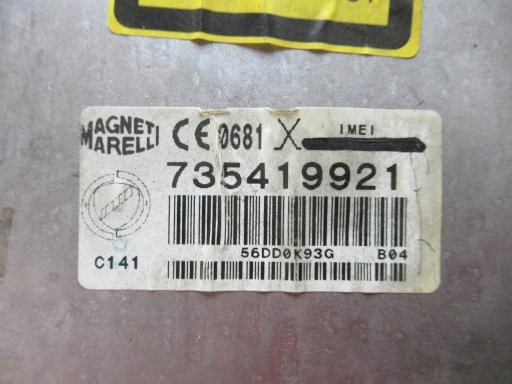 MAGNETI MARELLI
CE 0681 X IMEI
735419921
56DD0K93G B04
C141